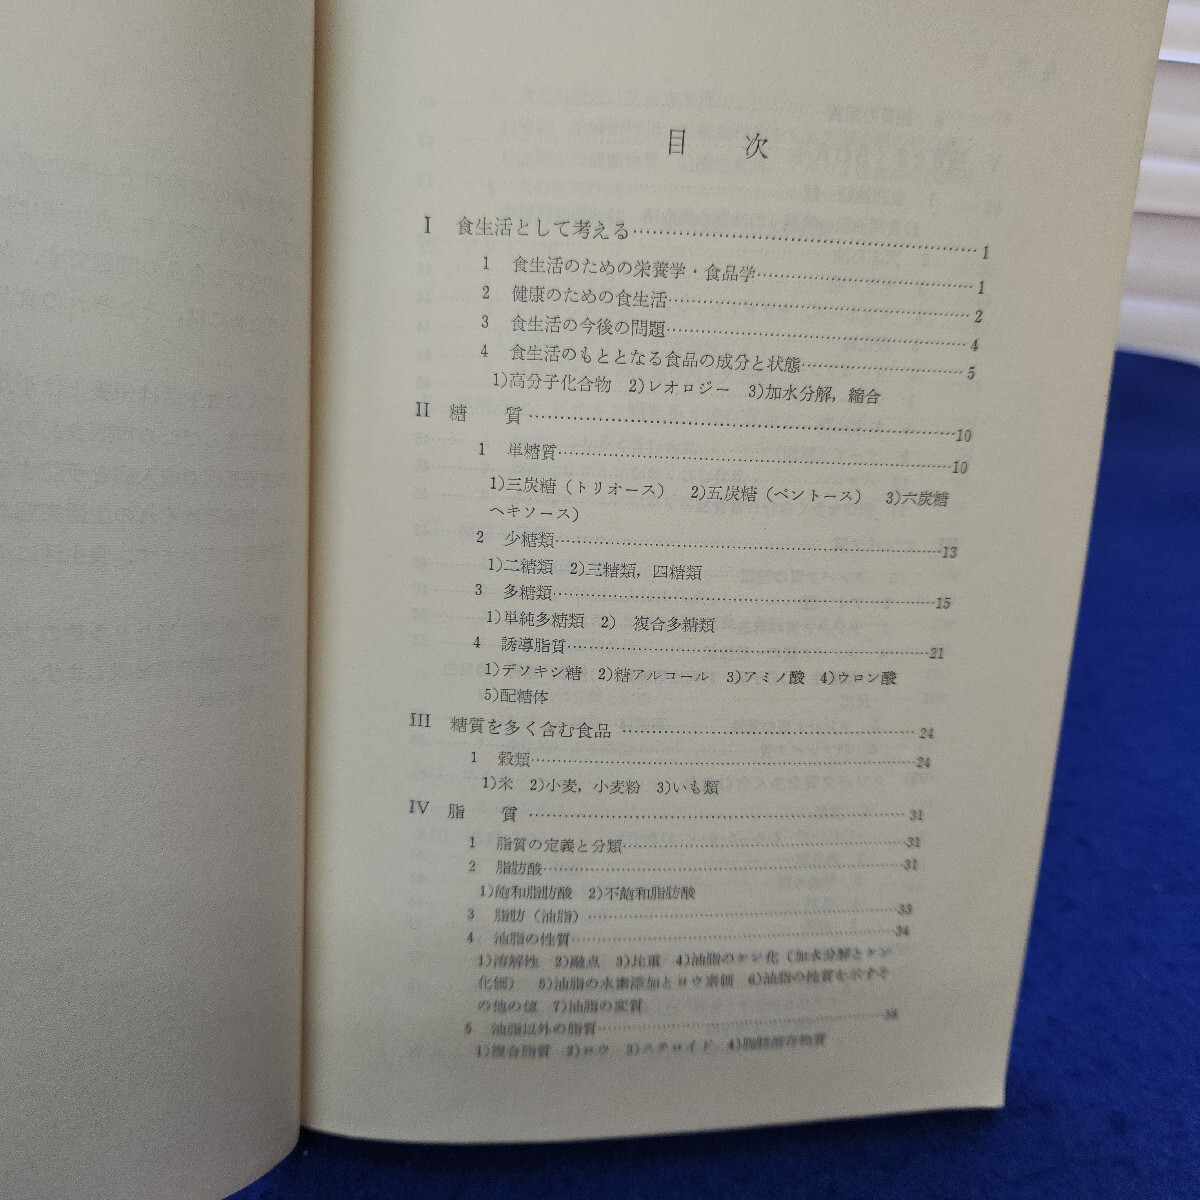 目　次
I　食生活として考える……………………………………1
1　食生活のための栄養学・食品学……………………………1
2　健康のための食生活……………………………………2
3　食生活の今後の問題……………………………………4
4　食生活のもととなる食品の成分と状態…………………5
1)高分子化合物　2)レオロジー　3)加水分解，縮合
II　糖　質……………………………………………10
1　単糖質……………………………………………10
1)三炭糖（トリオース）　2)五炭糖（ペントース）　3)六炭糖
ヘキソース）
2　少糖類……………………………………………13
1)二糖類　2)三糖類，四糖類
3　多糖類……………………………………………15
1)単純多糖類　2)　複合多糖類
4　誘導脂質……………………………………………21
1)デソキシ糖　2)糖アルコール　3)アミノ酸　4)ウロン酸
5)配糖体
III　糖質を多く含む食品……………………………………24
1　穀類……………………………………………24
1)米　2)小麦，小麦粉　3)いも類
IV　脂　質……………………………………………31
1　脂質の定義と分類……………………………………31
2　脂肪酸……………………………………………31
1)飽和脂肪酸　2)不飽和脂肪酸
3　脂肪（油脂）……………………………………33
4　油脂の性質……………………………………34
1)溶解性　2)融点　3)比重　4)油脂のケン化（加水分解とケン
化価）　5)油脂の水素添加とロウ素価　6)油脂の性質を示すそ
の他の値　7)油脂の変質
5　油脂以外の脂質……………………………………
1)複合脂質　2)ロウ　3)ステロイド　4)脂肪溶合物質